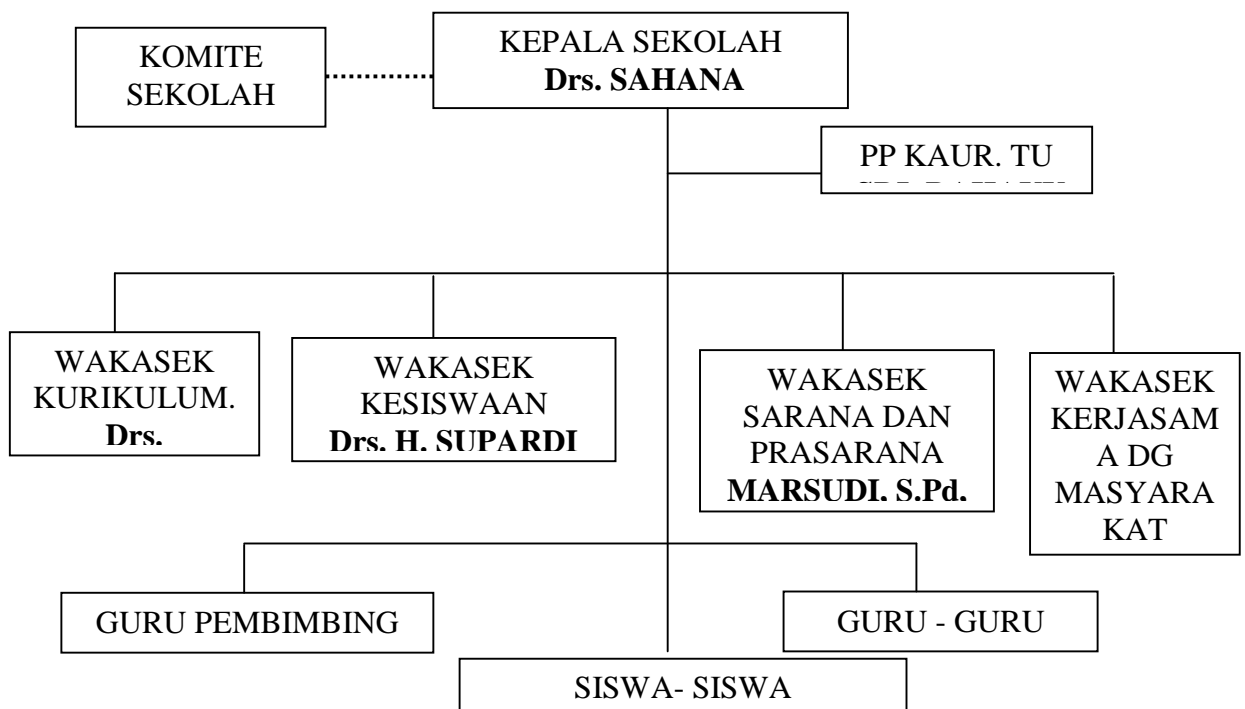 KOMITE
SEKOLAH
KEPALA SEKOLAH
Drs. SAHANA
PP KAUR. TU
WAKASEK
KURIKULUM.
Drs.
WAKASEK
KESISWAAN
Drs. H. SUPARDI
WAKASEK
SARANA DAN
PRASARANA
MARSUDI, S.Pd,
WAKASEK
KERJASAM
A DG
MASYARA
KAT
GURU PEMBIMBING
GURU - GURU
SISWA- SISWA